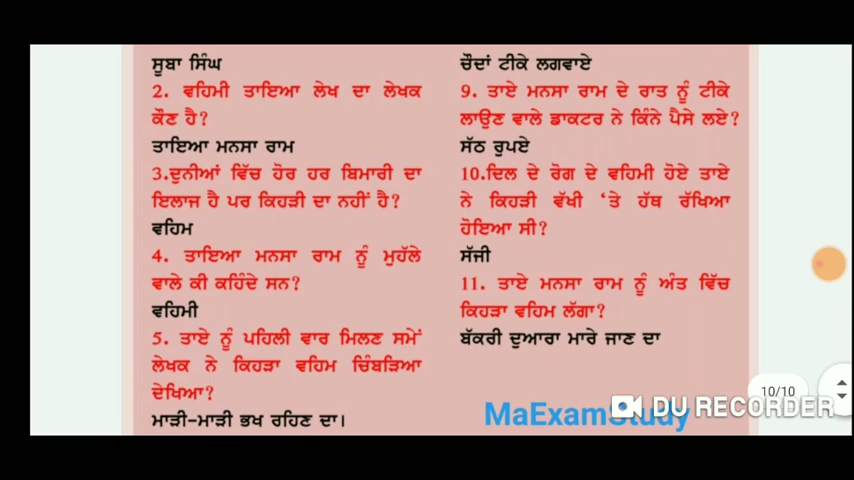 ਸੂਬਾ ਸਿੰਘ
2. ਵਹਿਮੀ ਤਾਇਆ ਲੇਖ ਦਾ ਲੇਖਕ
ਕੌਣ ਹੈ?
ਤਾਇਆ ਮਨਸਾ ਰਾਮ
3.ਦੁਨੀਆਂ ਵਿੱਚ ਹੋਰ ਹਰ ਬਿਮਾਰੀ ਦਾ
ਇਲਾਜ ਹੈ ਪਰ ਕਿਹੜੀ ਦਾ ਨਹੀਂ ਹੈ?
ਵਹਿਮ
4. ਤਾਇਆ ਮਨਸਾ ਰਾਮ ਨੂੰ ਮੁਹੱਲੇ
ਵਾਲੇ ਕੀ ਕਹਿੰਦੇ ਸਨ?
ਵਹਿਮੀ
5. ਤਾਏ ਨੂੰ ਪਹਿਲੀ ਵਾਰ ਮਿਲਣ ਸਮੇਂ
ਲੇਖਕ ਨੇ ਕਿਹੜਾ ਵਹਿਮ ਚਿੰਬੜਿਆ
ਦੇਖਿਆ?
ਮਾੜੀ-ਮਾੜੀ ਭਖ ਰਹਿਣ ਦਾ।
ਚੌਦਾਂ ਟੀਕੇ ਲਗਵਾਏ
9. ਤਾਏ ਮਨਸਾ ਰਾਮ ਦੇ ਰਾਤ ਨੂੰ ਟੀਕੇ
ਲਾਉਣ ਵਾਲੇ ਡਾਕਟਰ ਨੇ ਕਿੰਨੇ ਪੈਸੇ ਲਏ?
ਸੱਠ ਰੁਪਏ
10.ਦਿਲ ਦੇ ਰੋਗ ਦੇ ਵਹਿਮੀ ਹੋਏ ਤਾਏ
ਨੇ ਕਿਹੜੀ ਵੱਖੀ ‘ਤੇ ਹੱਥ ਰੱਖਿਆ
ਹੋਇਆ ਸੀ?
ਸੱਜੀ
11. ਤਾਏ ਮਨਸਾ ਰਾਮ ਨੂੰ ਅੰਤ ਵਿੱਚ
ਕਿਹੜਾ ਵਹਿਮ ਲੱਗਾ?
ਬੱਕਰੀ ਦੁਆਰਾ ਮਾਰੇ ਜਾਣ ਦਾ
10/10
MaExamStudy
DU RECORDER